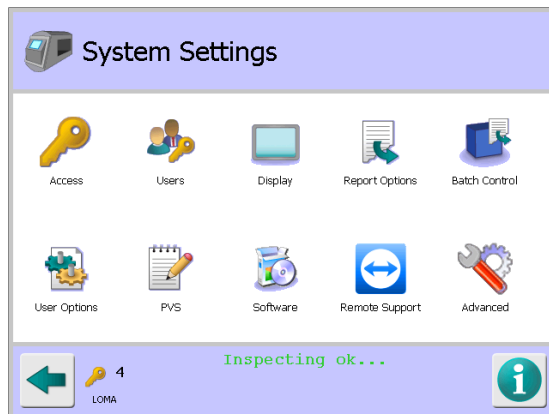 System Settings
Access
Users
Display
Report Options
Batch Control
User Options
PVS
Software
Remote Support
Advanced
4
Inspecting ok...
LOMA